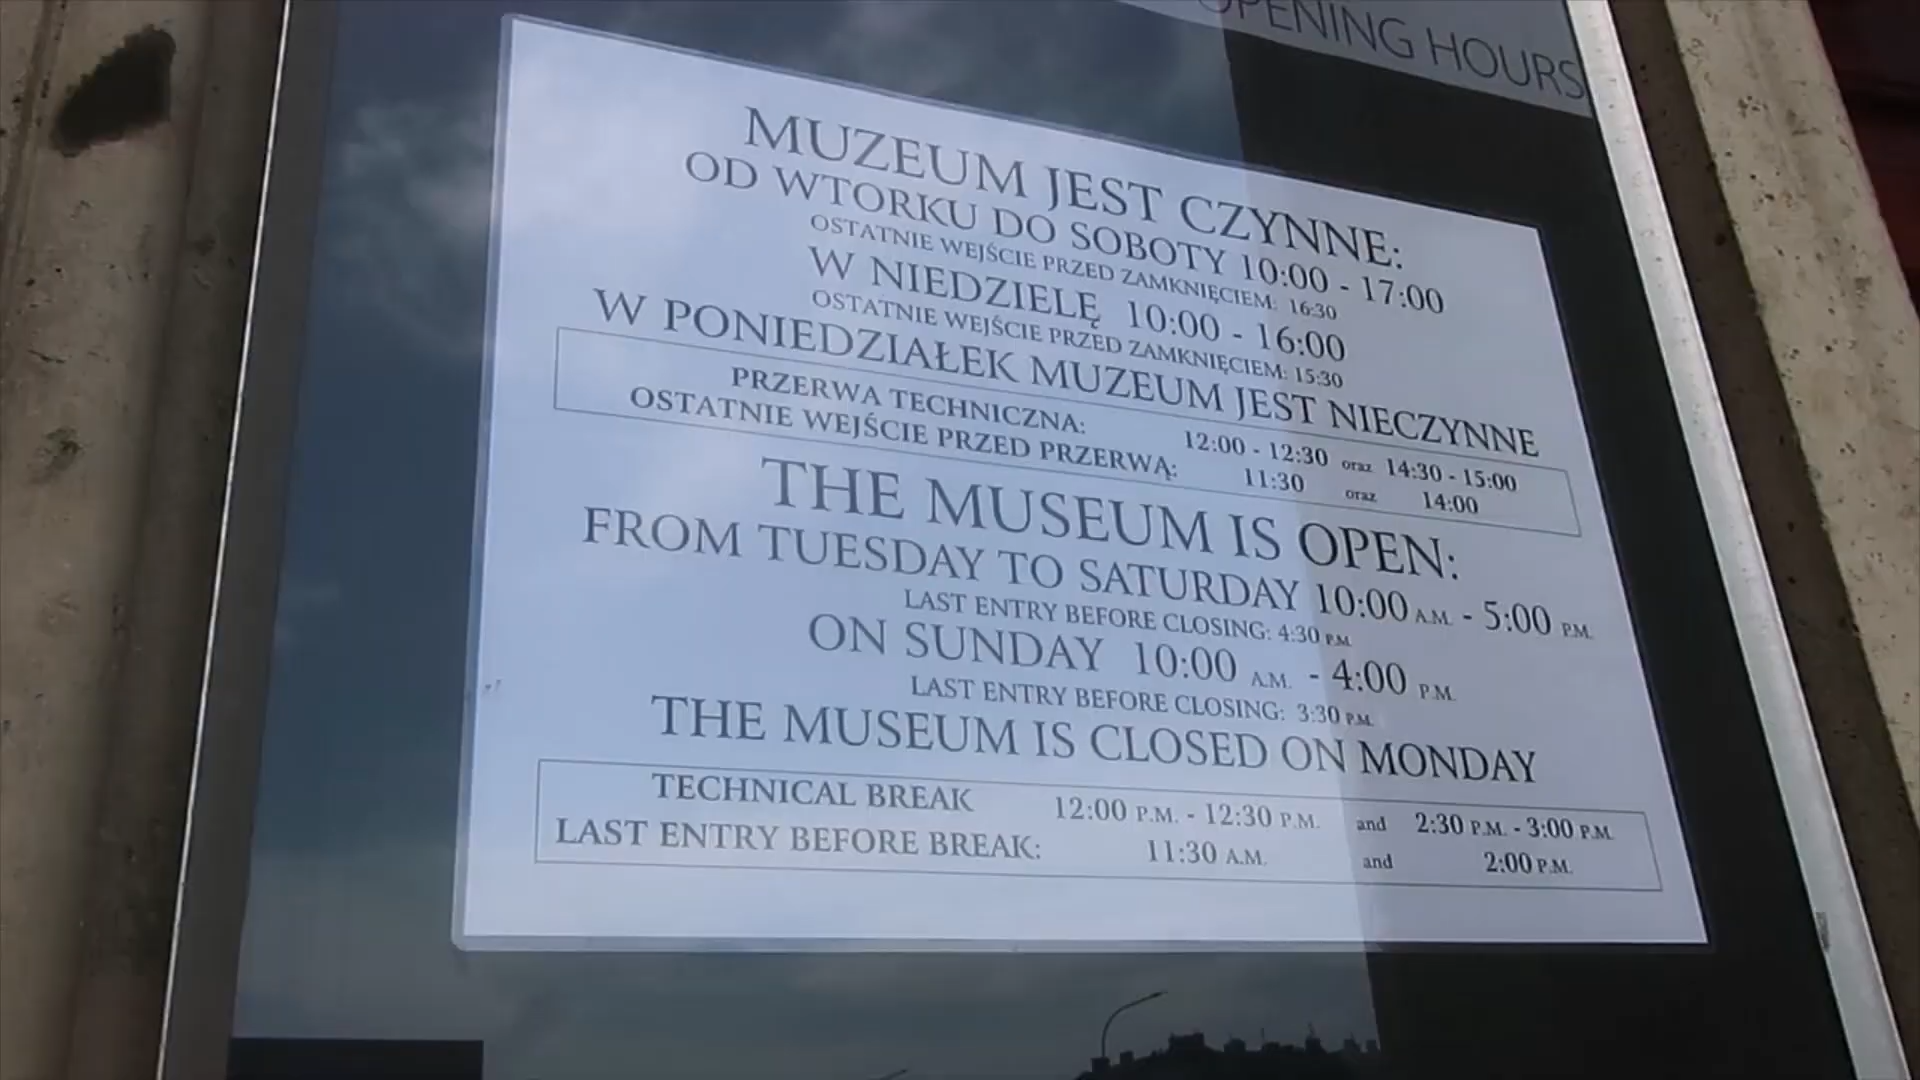 OPENING HOURS
MUZEUM JEST CZYNNE:
OD WTORKU DO SOBOTY 10:00 - 17:00
OSTATNIE WEJŚCIE PRZED ZAMKNIĘCIEM: 16:30
W NIEDZIELĘ 10:00 - 16:00
OSTATNIE WEJŚCIE PRZED ZAMKNIĘCIEM: 15:30
W PONIEDZIAŁEK MUZEUM JEST NIECZYNNE
PRZERWA TECHNICZNA: 12:00 - 12:30 oraz 14:30 - 15:00
OSTATNIE WEJŚCIE PRZED PRZERWĄ: 11:30 oraz 14:00
THE MUSEUM IS OPEN:
FROM TUESDAY TO SATURDAY 10:00 A.M. - 5:00 P.M.
LAST ENTRY BEFORE CLOSING: 4:30 P.M.
ON SUNDAY 10:00 A.M. - 4:00 P.M.
LAST ENTRY BEFORE CLOSING: 3:30 P.M.
THE MUSEUM IS CLOSED ON MONDAY
TECHNICAL BREAK 12:00 P.M. - 12:30 P.M. and 2:30 P.M. - 3:00 P.M.
LAST ENTRY BEFORE BREAK: 11:30 A.M. and 2:00 P.M.